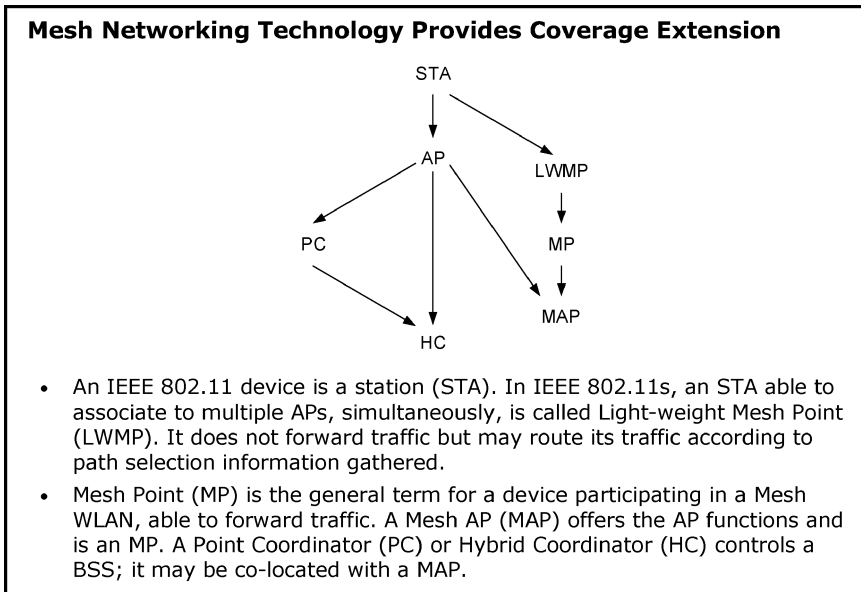 Mesh Networking Technology Provides Coverage Extension
STA
AP
LWMP
PC
MP
MAP
HC
• An IEEE 802.11 device is a station (STA). In IEEE 802.11s, an STA able to
associate to multiple APs, simultaneously, is called Light-weight Mesh Point
(LWMP). It does not forward traffic but may route its traffic according to
path selection information gathered.
• Mesh Point (MP) is the general term for a device participating in a Mesh
WLAN, able to forward traffic. A Mesh AP (MAP) offers the AP functions and
is an MP. A Point Coordinator (PC) or Hybrid Coordinator (HC) controls a
BSS; it may be co-located with a MAP.